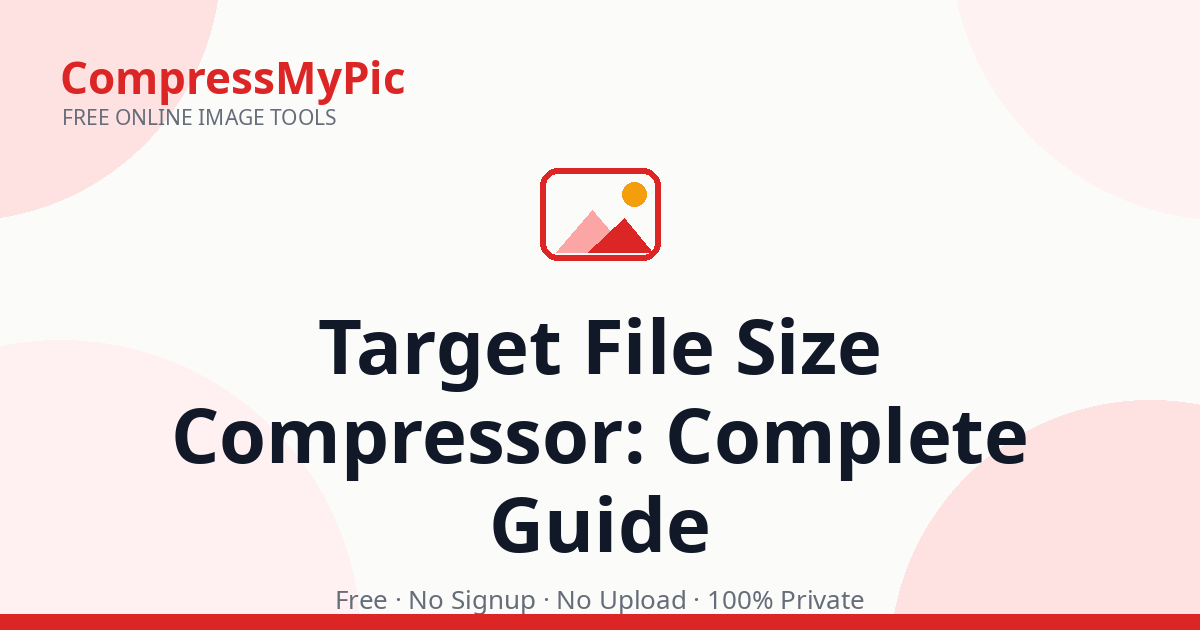 CompressMyPic
FREE ONLINE IMAGE TOOLS
Target File Size
Compressor: Complete
Guide
Free · No Signup · No Upload · 100% Private